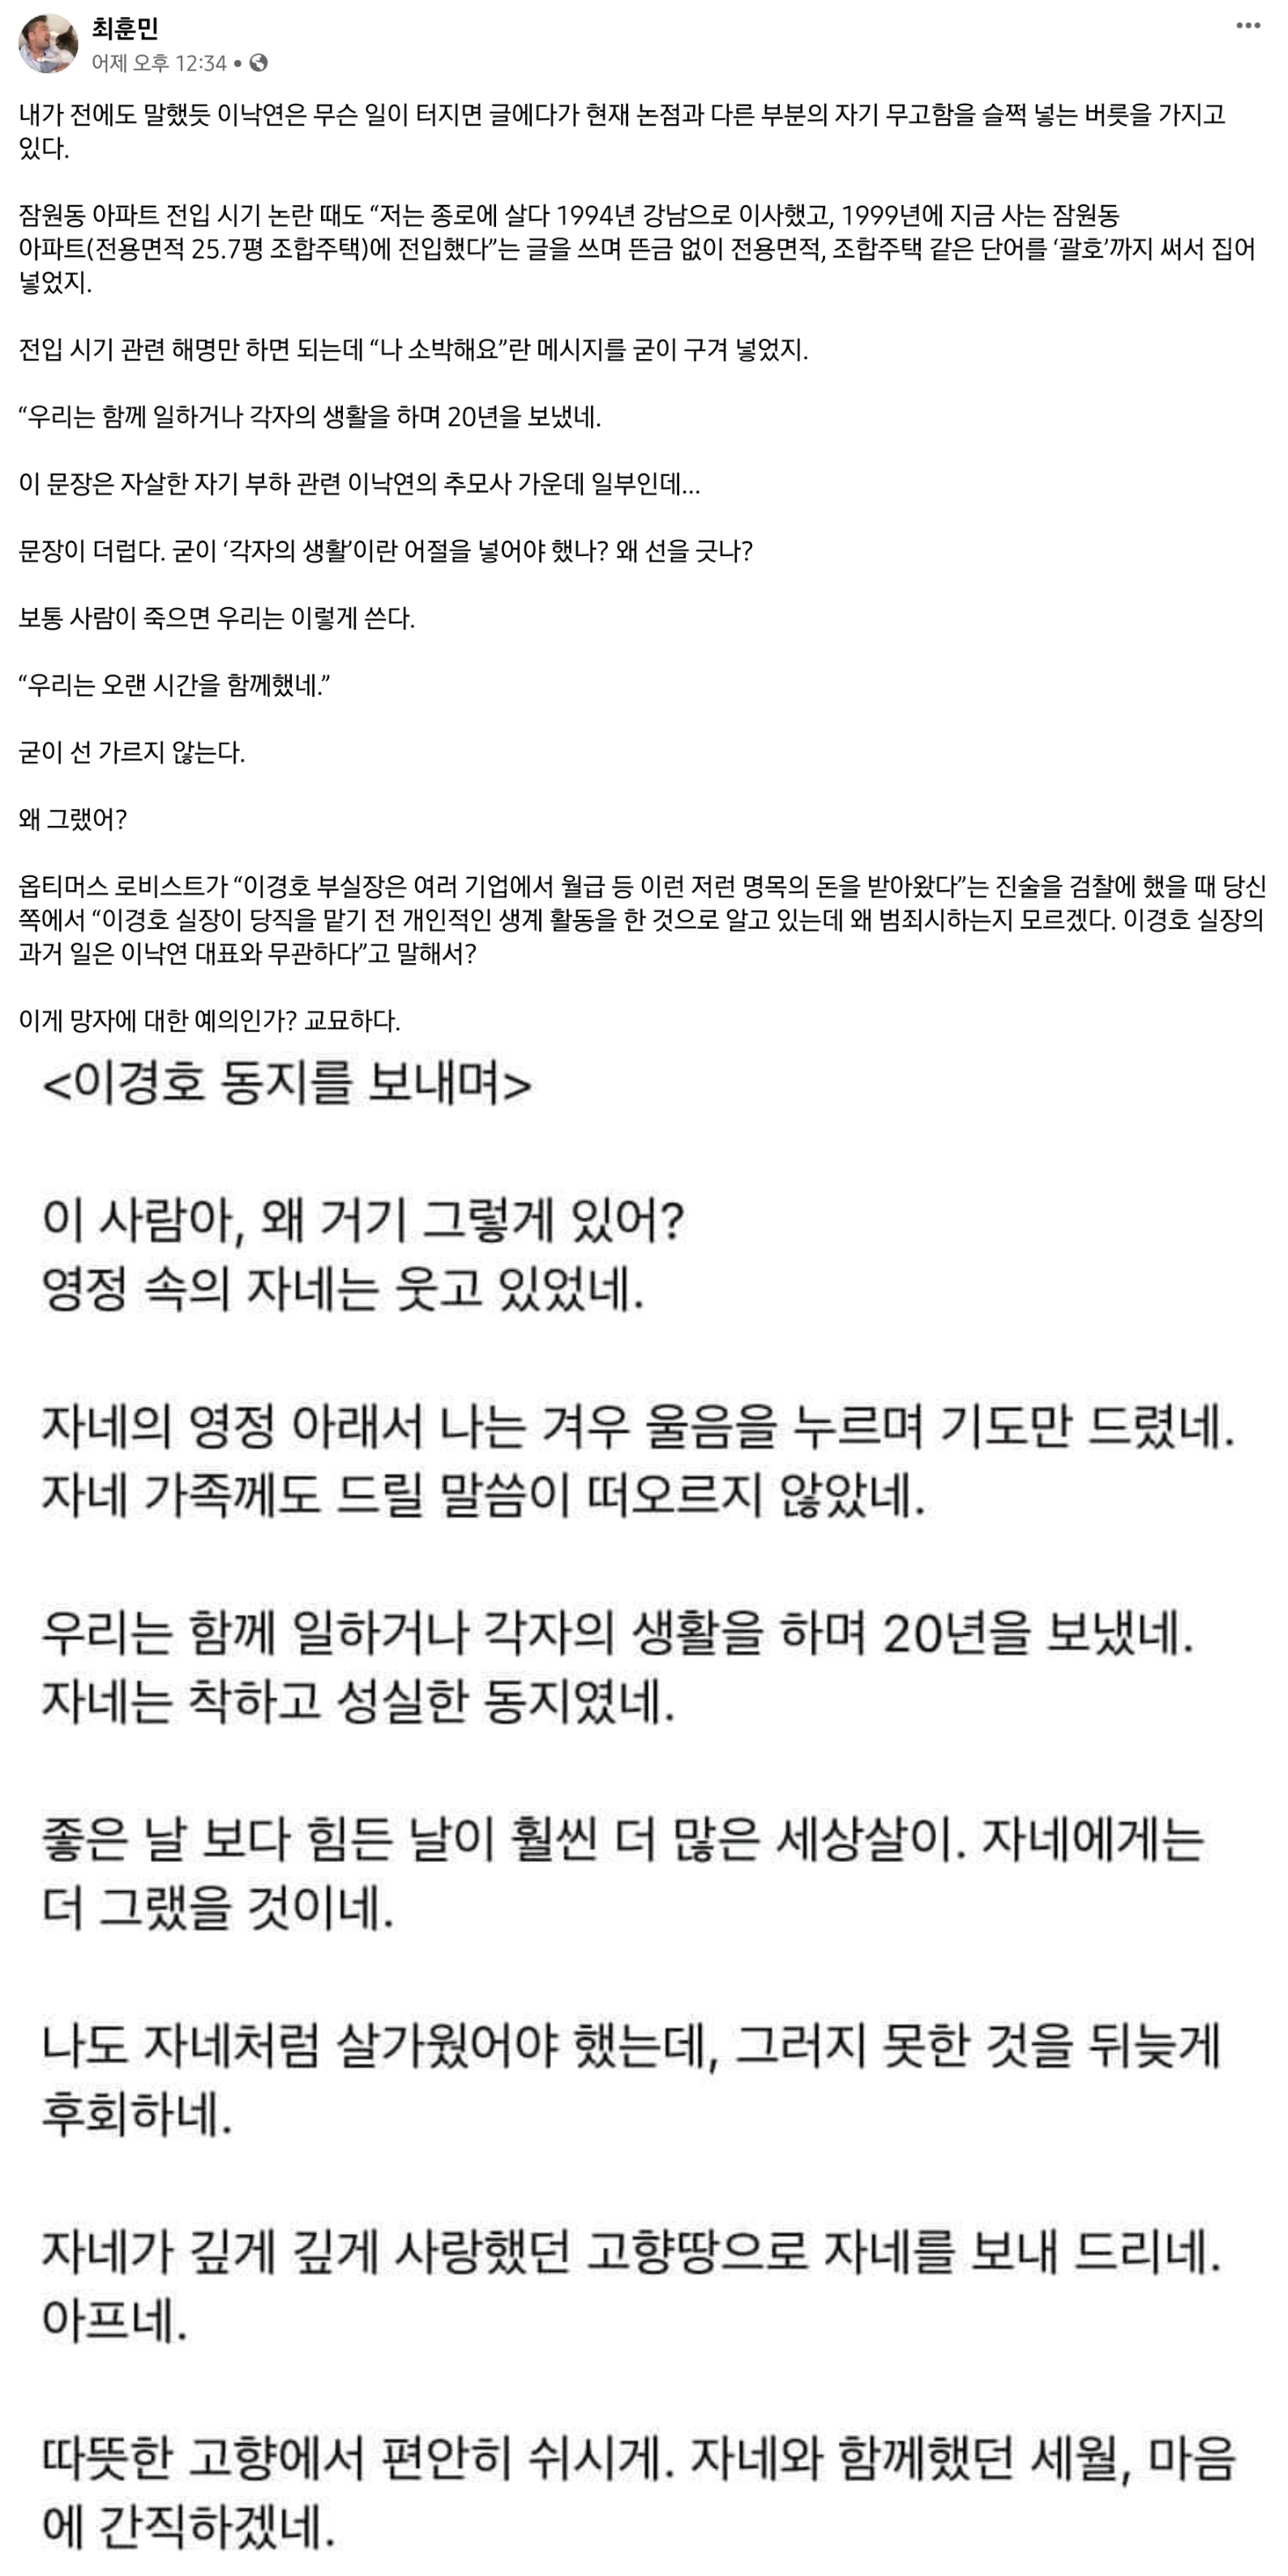 최훈민
어제 오후 12:34 •
내가 전에도 말했듯 이낙연은 무슨 일이 터지면 글에다가 현재 논점과 다른 부분의 자기 무고함을 슬쩍 넣는 버릇을 가지고
있다.
잠원동 아파트 전입 시기 논란 때도 “저는 종로에 살다 1994년 강남으로 이사했고, 1999년에 지금 사는 잠원동
아파트(전용면적 25.7평 조합주택)에 전입했다”는 글을 쓰며 뜬금 없이 전용면적, 조합주택 같은 단어를 ‘괄호’까지 써서 집어
넣었지.
전입 시기 관련 해명만 하면 되는데 “나 소박해요”란 메시지를 굳이 구겨 넣었지.
“우리는 함께 일하거나 각자의 생활을 하며 20년을 보냈네.
이 문장은 자살한 자기 부하 관련 이낙연의 추모사 가운데 일부인데...
문장이 더럽다. 굳이 ‘각자의 생활’이란 어절을 넣어야 했나? 왜 선을 긋나?
보통 사람이 죽으면 우리는 이렇게 쓴다.
“우리는 오랜 시간을 함께했네.”
굳이 선 가르지 않는다.
왜 그랬어?
옵티머스 로비스트가 “이경호 부실장은 여러 기업에서 월급 등 이런 저런 명목의 돈을 받아왔다”는 진술을 검찰에 했을 때 당신
쪽에서 “이경호 실장이 당직을 맡기 전 개인적인 생계 활동을 한 것으로 알고 있는데 왜 범죄시하는지 모르겠다. 이경호 실장의
과거 일은 이낙연 대표와 무관하다”고 말해서?
이게 망자에 대한 예의인가? 교묘하다.
<이경호 동지를 보내며>
이 사람아, 왜 거기 그렇게 있어?
영정 속의 자네는 웃고 있었네.
자네의 영정 아래서 나는 겨우 울음을 누르며 기도만 드렸네.
자네 가족께도 드릴 말씀이 떠오르지 않았네.
우리는 함께 일하거나 각자의 생활을 하며 20년을 보냈네.
자네는 착하고 성실한 동지였네.
좋은 날 보다 힘든 날이 훨씬 더 많은 세상살이. 자네에게는
더 그랬을 것이네.
나도 자네처럼 살가웠어야 했는데, 그러지 못한 것을 뒤늦게
후회하네.
자네가 깊게 깊게 사랑했던 고향땅으로 자네를 보내 드리네.
아프네.
따뜻한 고향에서 편안히 쉬시게. 자네와 함께했던 세월, 마음
에 간직하겠네.